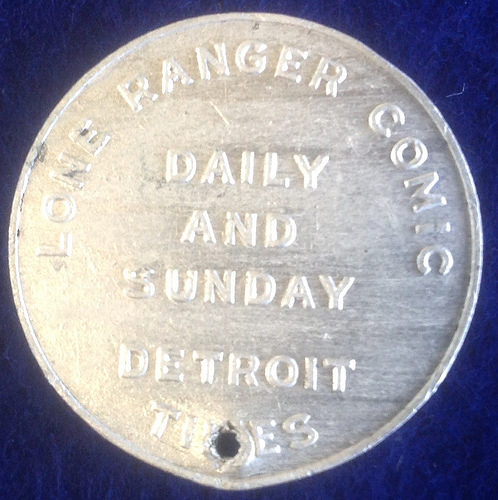 LONE RANGER COMIC
DAILY
AND
SUNDAY
DETROIT
TIMES